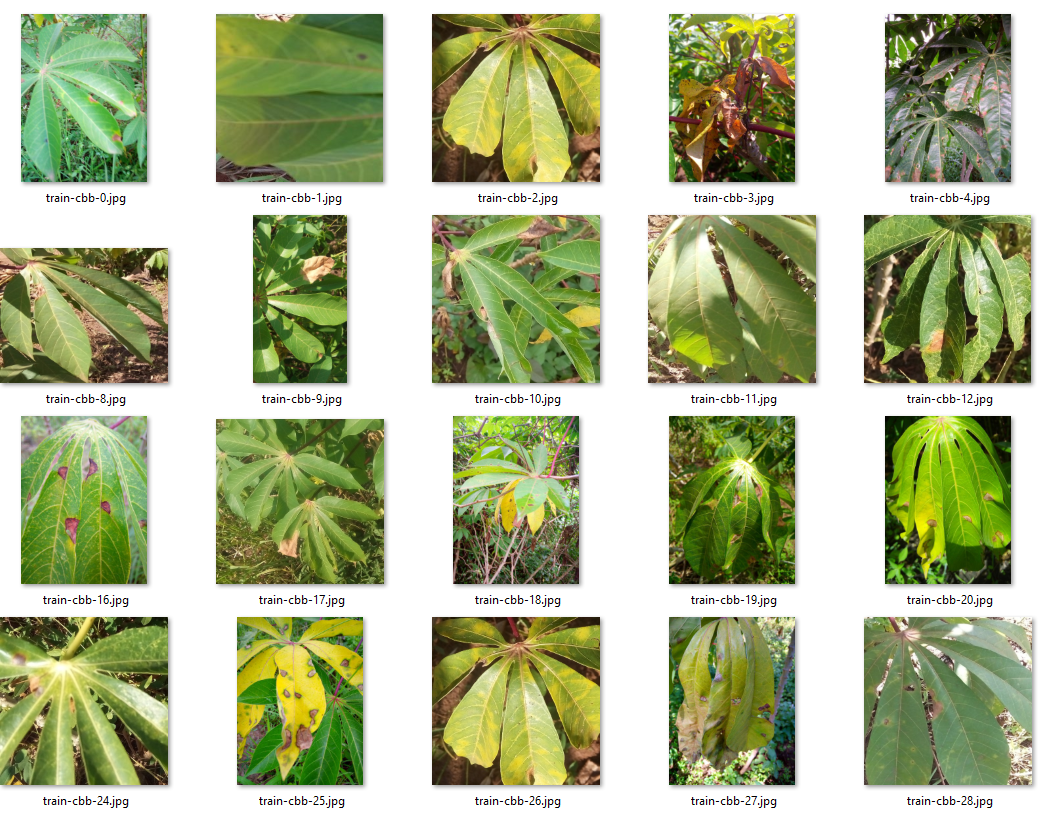 train-cbb-0.jpg
train-cbb-1.jpg
train-cbb-2.jpg
train-cbb-3.jpg
train-cbb-4.jpg
train-cbb-8.jpg
train-cbb-9.jpg
train-cbb-10.jpg
train-cbb-11.jpg
train-cbb-12.jpg
train-cbb-16.jpg
train-cbb-17.jpg
train-cbb-18.jpg
train-cbb-19.jpg
train-cbb-20.jpg
train-cbb-24.jpg
train-cbb-25.jpg
train-cbb-26.jpg
train-cbb-27.jpg
train-cbb-28.jpg